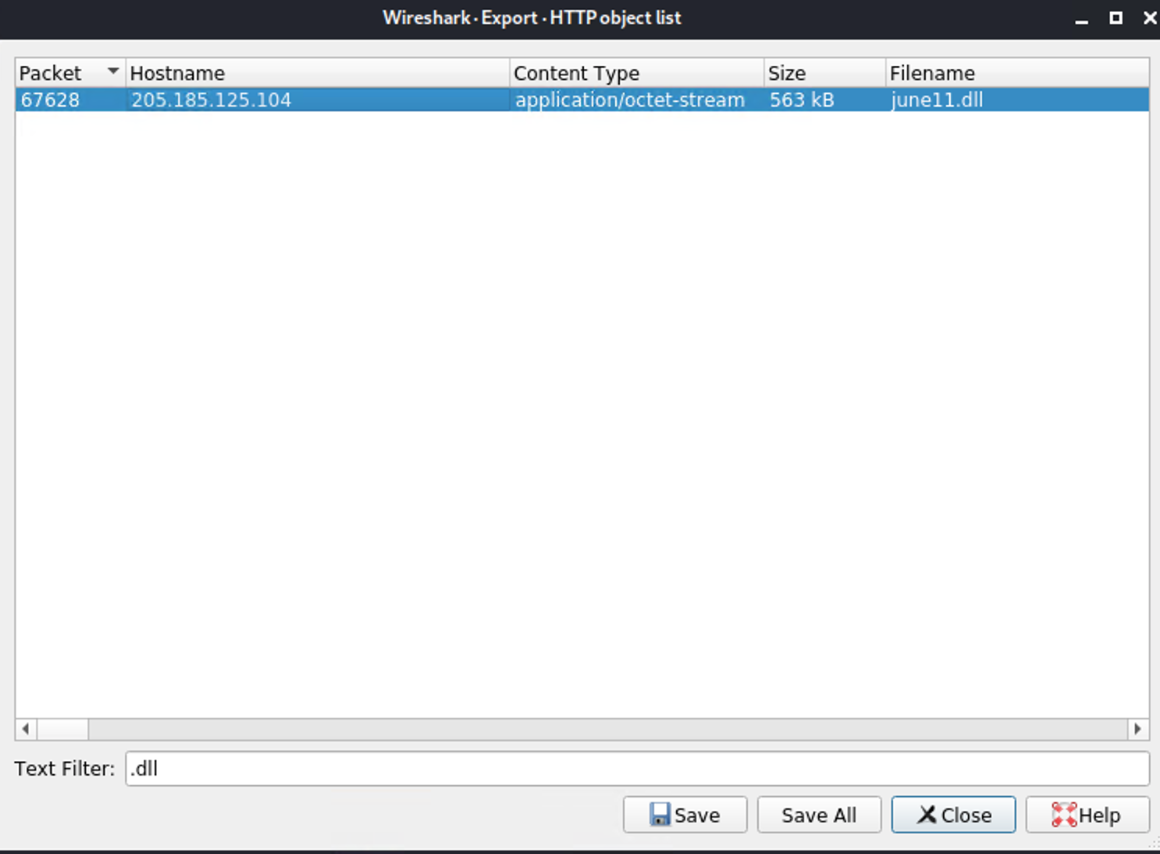 Wireshark · Export · HTTP object list
Packet Hostname Content Type Size Filename
67628 205.185.125.104 application/octet-stream 563 kB june11.dll
Text Filter: .dll
Save Save All Close Help